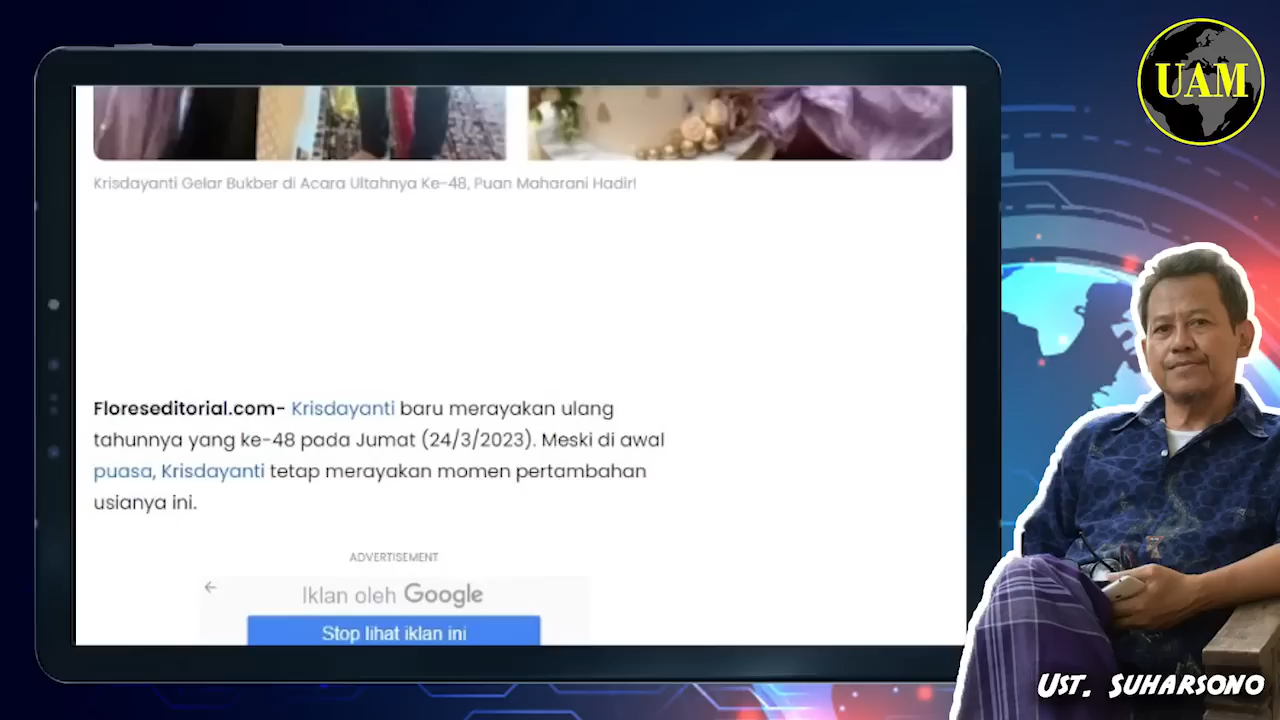 UAM
Krisdayanti Gelar Bukber di Acara Ultahnya Ke-48, Puan Maharani Hadir!
Floreseditorial.com- Krisdayanti baru merayakan ulang
tahunnya yang ke-48 pada Jumat (24/3/2023). Meski di awal
puasa, Krisdayanti tetap merayakan momen pertambahan
usianya ini.
ADVERTISEMENT
Iklan oleh Google
Stop lihat iklan ini
UST. SUHARSONO